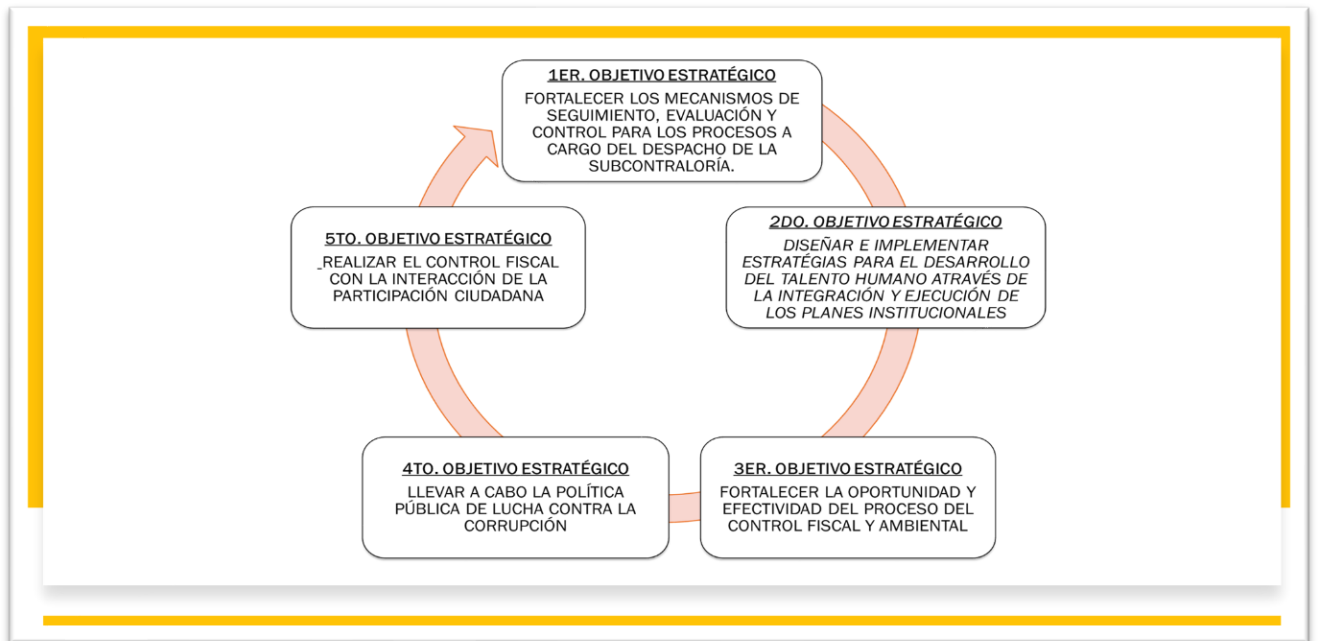 1ER. OBJETIVO ESTRATÉGICO
FORTALECER LOS MECANISMOS DE
SEGUIMIENTO, EVALUACIÓN Y
CONTROL PARA LOS PROCESOS A
CARGO DEL DESPACHO DE LA
SUBCONTRALORÍA.
2DO. OBJETIVO ESTRATÉGICO
DISEÑAR E IMPLEMENTAR
ESTRATÉGIAS PARA EL DESARROLLO
DEL TALENTO HUMANO ATRAVÉS DE
LA INTEGRACIÓN Y EJECUCIÓN DE
LOS PLANES INSTITUCIONALES
3ER. OBJETIVO ESTRATÉGICO
FORTALECER LA OPORTUNIDAD Y
EFECTIVIDAD DEL PROCESO DEL
CONTROL FISCAL Y AMBIENTAL
4TO. OBJETIVO ESTRATÉGICO
LLEVAR A CABO LA POLÍTICA
PÚBLICA DE LUCHA CONTRA LA
CORRUPCIÓN
5TO. OBJETIVO ESTRATÉGICO
REALIZAR EL CONTROL FISCAL
CON LA INTERACCIÓN DE LA
PARTICIPACIÓN CIUDADANA